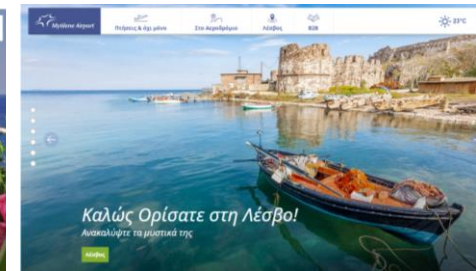 Mytilene Airport
Πτήσεις & όχι μόνο
Στο Αεροδρόμιο
Λέσβος
B2B
23°C
Καλώς Ορίσατε στη Λέσβο!
Ανακαλύψτε τα μυστικά της
Λέσβος